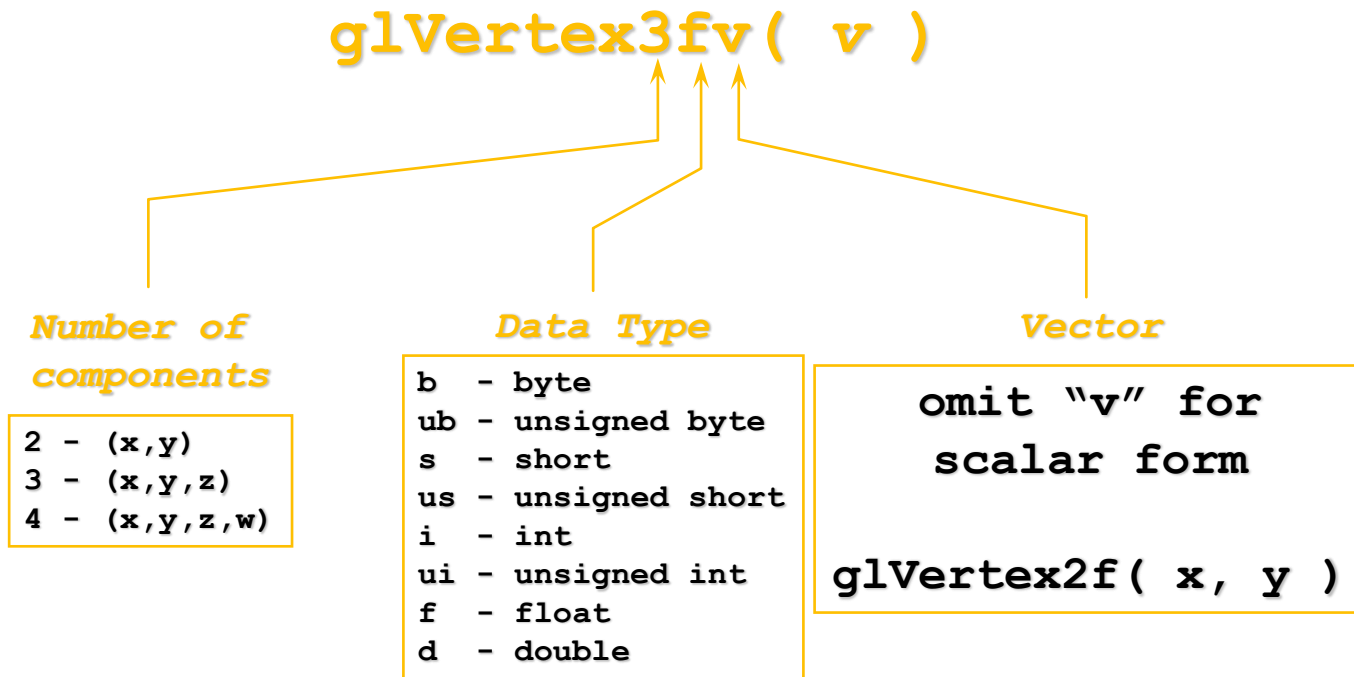 glVertex3fv( v )
Number of
components
2 - (x,y)
3 - (x,y,z)
4 - (x,y,z,w)
Data Type
b - byte
ub - unsigned byte
s - short
us - unsigned short
i - int
ui - unsigned int
f - float
d - double
Vector
omit “v” for
scalar form
glVertex2f( x, y )